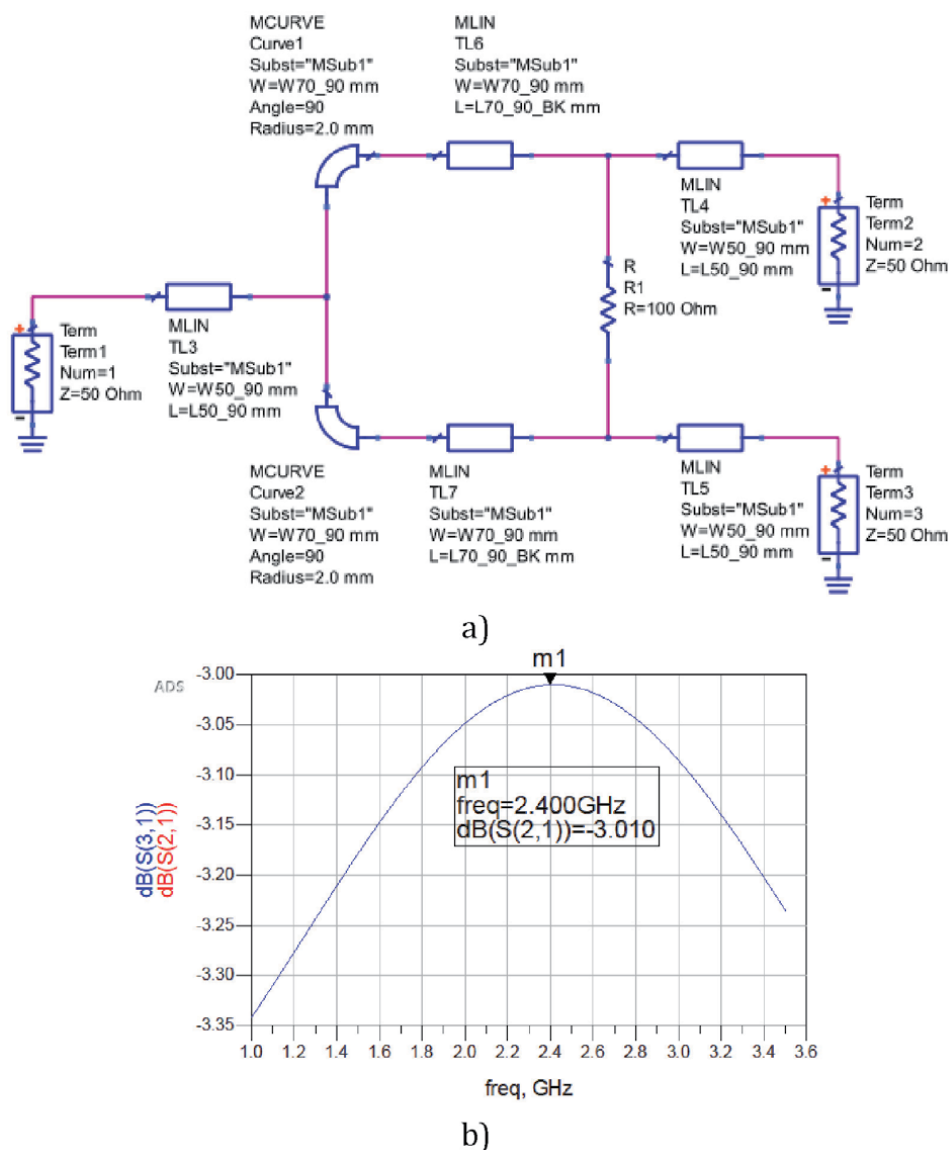 MCURVE
Curve1
Subst="MSub1"
W=W70_90 mm
Angle=90
Radius=2.0 mm
MLIN
TL6
Subst="MSub1"
W=W70_90 mm
L=L70_90_BK mm
MLIN
TL4
Subst="MSub1"
W=W50_90 mm
L=L50_90 mm
+
Term
Term2
Num=2
Z=50 Ohm
-
R
R1
R=100 Ohm
+
Term
Term1
Num=1
Z=50 Ohm
-
MLIN
TL3
Subst="MSub1"
W=W50_90 mm
L=L50_90 mm
MCURVE
Curve2
Subst="MSub1"
W=W70_90 mm
Angle=90
Radius=2.0 mm
MLIN
TL7
Subst="MSub1"
W=W70_90 mm
L=L70_90_BK mm
MLIN
TL5
Subst="MSub1"
W=W50_90 mm
L=L50_90 mm
+
Term
Term3
Num=3
Z=50 Ohm
-
a)
ADS
m1
-3.00
-3.05
-3.10
-3.15
-3.20
-3.25
-3.30
-3.35
dB(S(3,1))
dB(S(2,1))
m1
freq=2.400GHz
dB(S(2,1))=-3.010
1.0 1.2 1.4 1.6 1.8 2.0 2.2 2.4 2.6 2.8 3.0 3.2 3.4 3.6
freq, GHz
b)